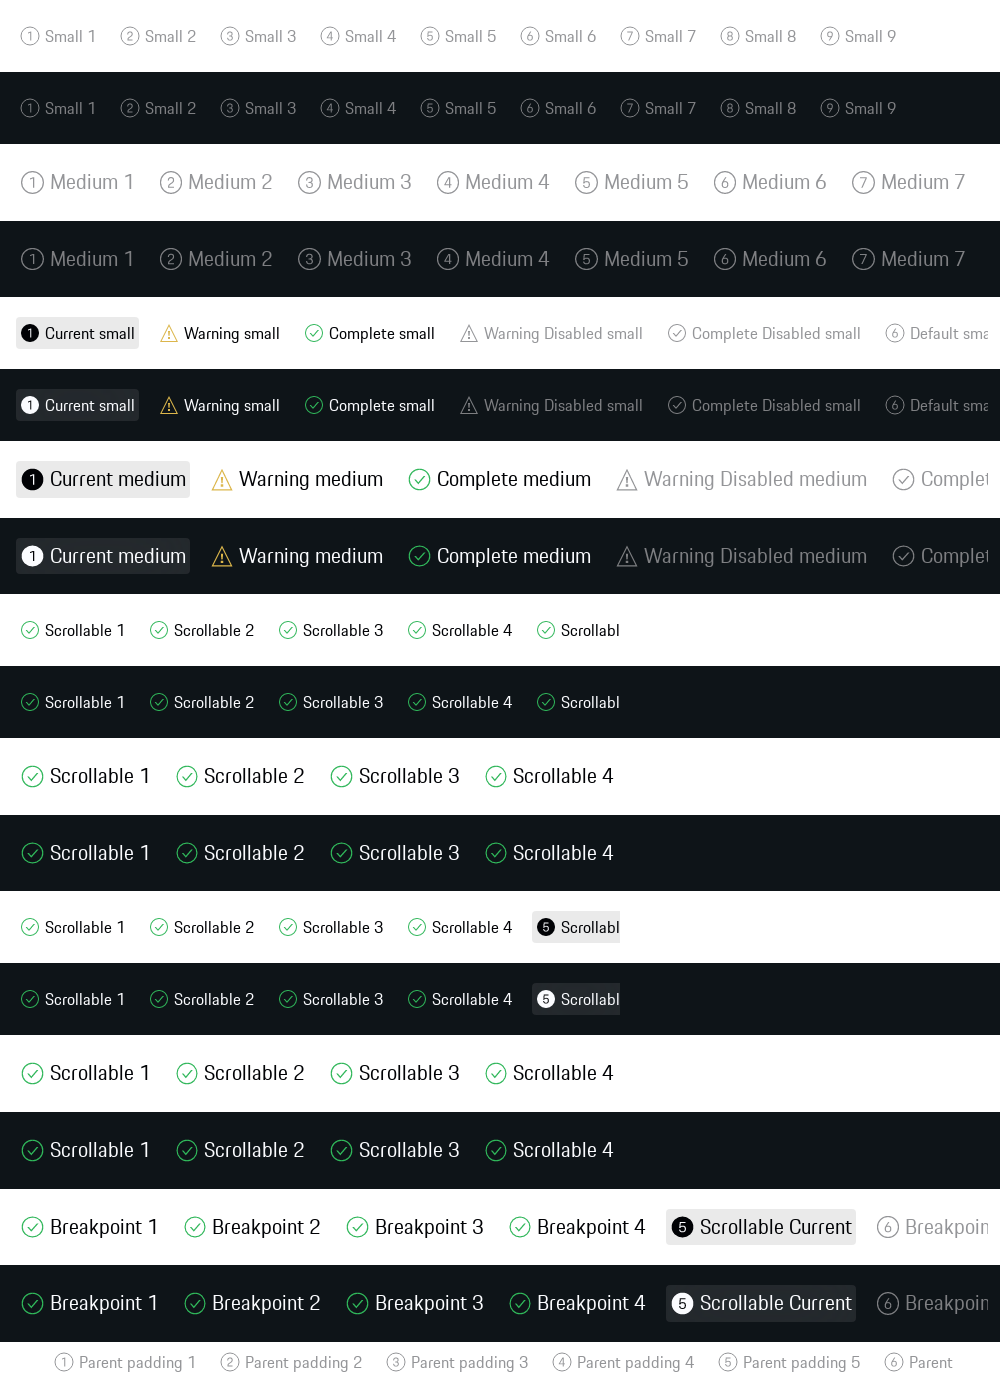 1 Small 1 2 Small 2 3 Small 3 4 Small 4 5 Small 5 6 Small 6 7 Small 7 8 Small 8 9 Small 9
1 Small 1 2 Small 2 3 Small 3 4 Small 4 5 Small 5 6 Small 6 7 Small 7 8 Small 8 9 Small 9
1 Medium 1 2 Medium 2 3 Medium 3 4 Medium 4 5 Medium 5 6 Medium 6 7 Medium 7
1 Medium 1 2 Medium 2 3 Medium 3 4 Medium 4 5 Medium 5 6 Medium 6 7 Medium 7
1 Current small Warning small Complete small Warning Disabled small Complete Disabled small 6 Default sma
1 Current small Warning small Complete small Warning Disabled small Complete Disabled small 6 Default sma
1 Current medium Warning medium Complete medium Warning Disabled medium Complet
1 Current medium Warning medium Complete medium Warning Disabled medium Complet
Scrollable 1 Scrollable 2 Scrollable 3 Scrollable 4 Scrollabl
Scrollable 1 Scrollable 2 Scrollable 3 Scrollable 4 Scrollabl
Scrollable 1 Scrollable 2 Scrollable 3 Scrollable 4
Scrollable 1 Scrollable 2 Scrollable 3 Scrollable 4
Scrollable 1 Scrollable 2 Scrollable 3 Scrollable 4 5 Scrollabl
Scrollable 1 Scrollable 2 Scrollable 3 Scrollable 4 5 Scrollabl
Scrollable 1 Scrollable 2 Scrollable 3 Scrollable 4
Scrollable 1 Scrollable 2 Scrollable 3 Scrollable 4
Breakpoint 1 Breakpoint 2 Breakpoint 3 Breakpoint 4 5 Scrollable Current 6 Breakpoin
Breakpoint 1 Breakpoint 2 Breakpoint 3 Breakpoint 4 5 Scrollable Current 6 Breakpoin
1 Parent padding 1 2 Parent padding 2 3 Parent padding 3 4 Parent padding 4 5 Parent padding 5 6 Parent